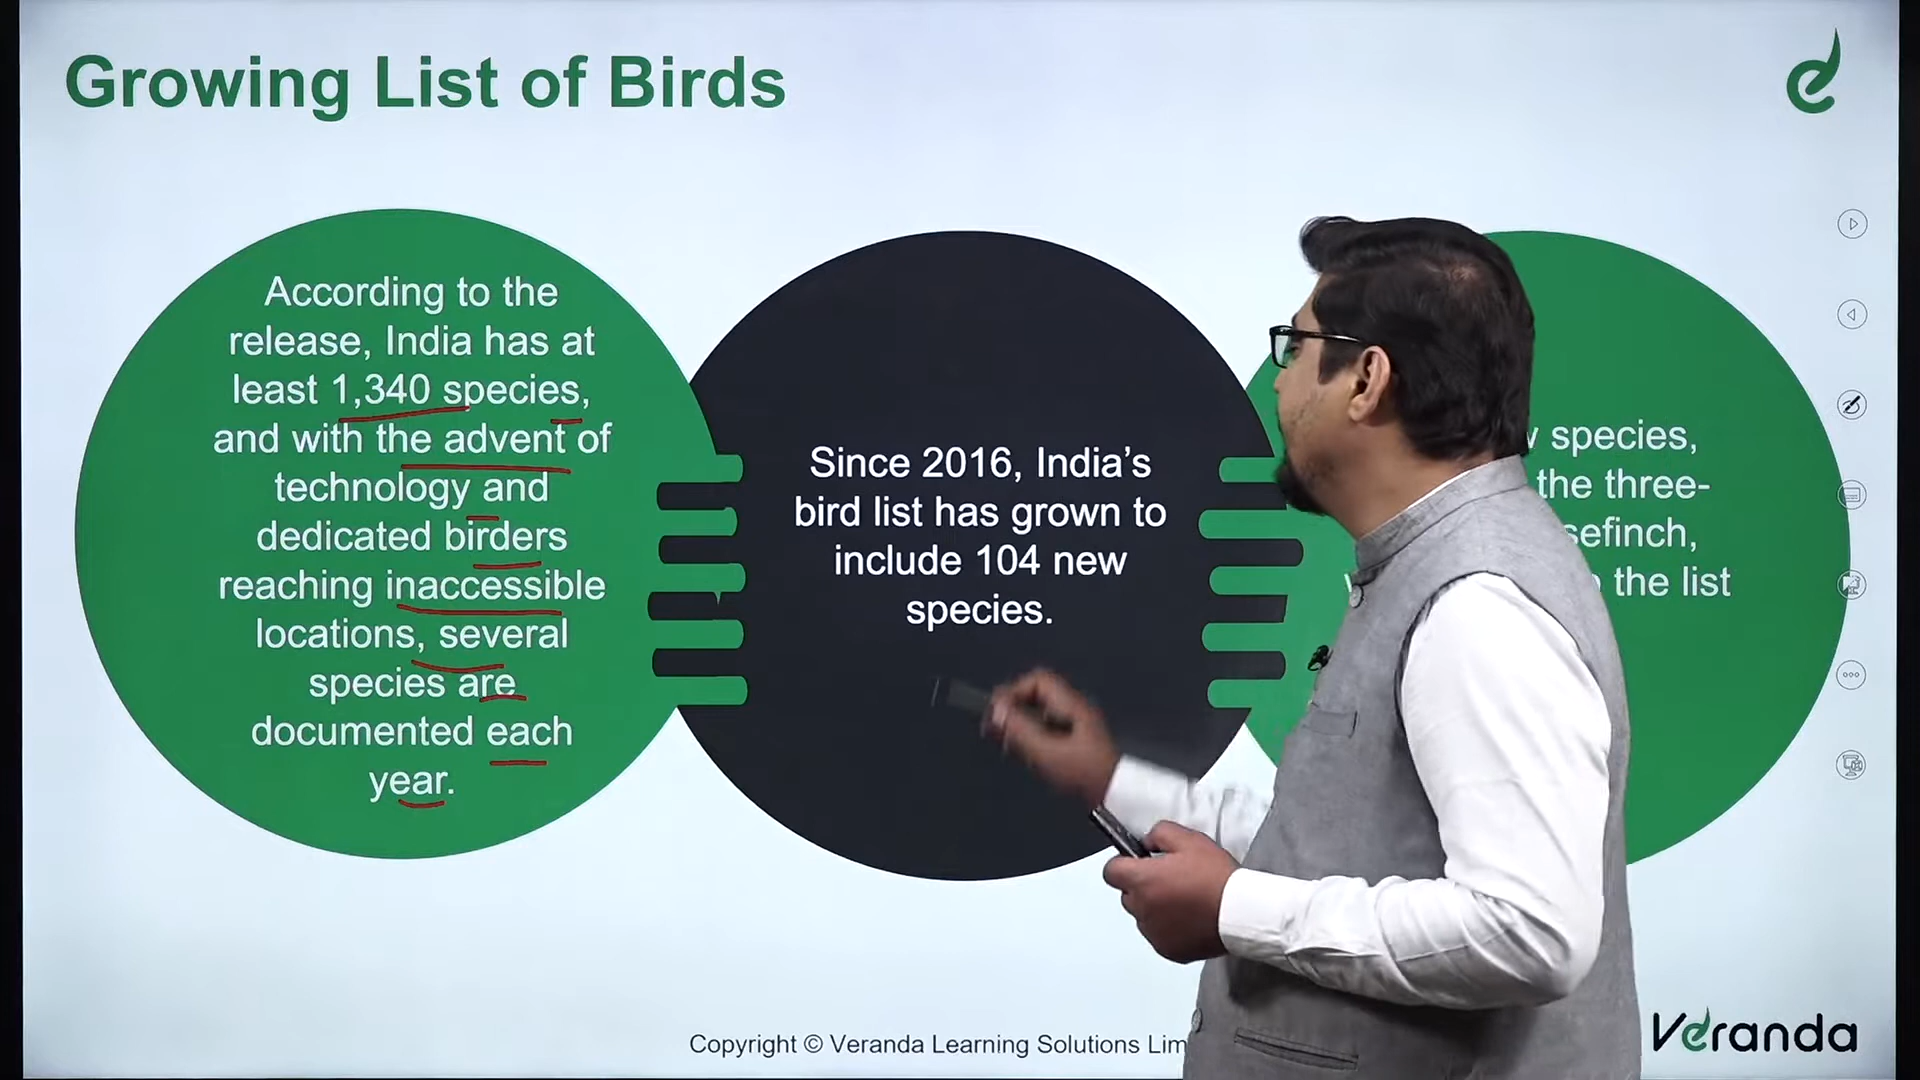 Growing List of Birds
According to the
release, India has at
least 1,340 species,
and with the advent of
technology and
dedicated birders
reaching inaccessible
locations, several
species are
documented each
year.
Since 2016, India’s
bird list has grown to
include 104 new
species.
species,
the three-
the list
Copyright © Veranda Learning Solutions
Veranda